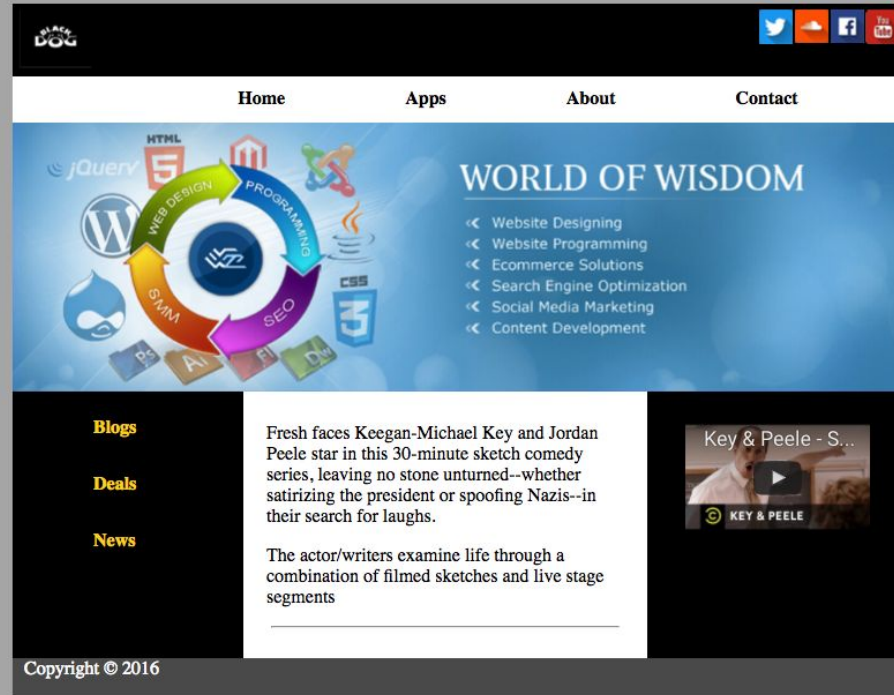 BLACK
DOG
You
Tube
Home Apps About Contact
jQuery
HTML
5
WEB DESIGN
PROGRAMMING
SEO
SMM
CSS
3
Ps
Ai
Fl
Dw
WORLD OF WISDOM
Website Designing
Website Programming
Ecommerce Solutions
Search Engine Optimization
Social Media Marketing
Content Development
Blogs
Deals
News
Fresh faces Keegan-Michael Key and Jordan
Peele star in this 30-minute sketch comedy
series, leaving no stone unturned--whether
satirizing the president or spoofing Nazis--in
their search for laughs.
The actor/writers examine life through a
combination of filmed sketches and live stage
segments
Key & Peele - S...
KEY & PEELE
Copyright © 2016